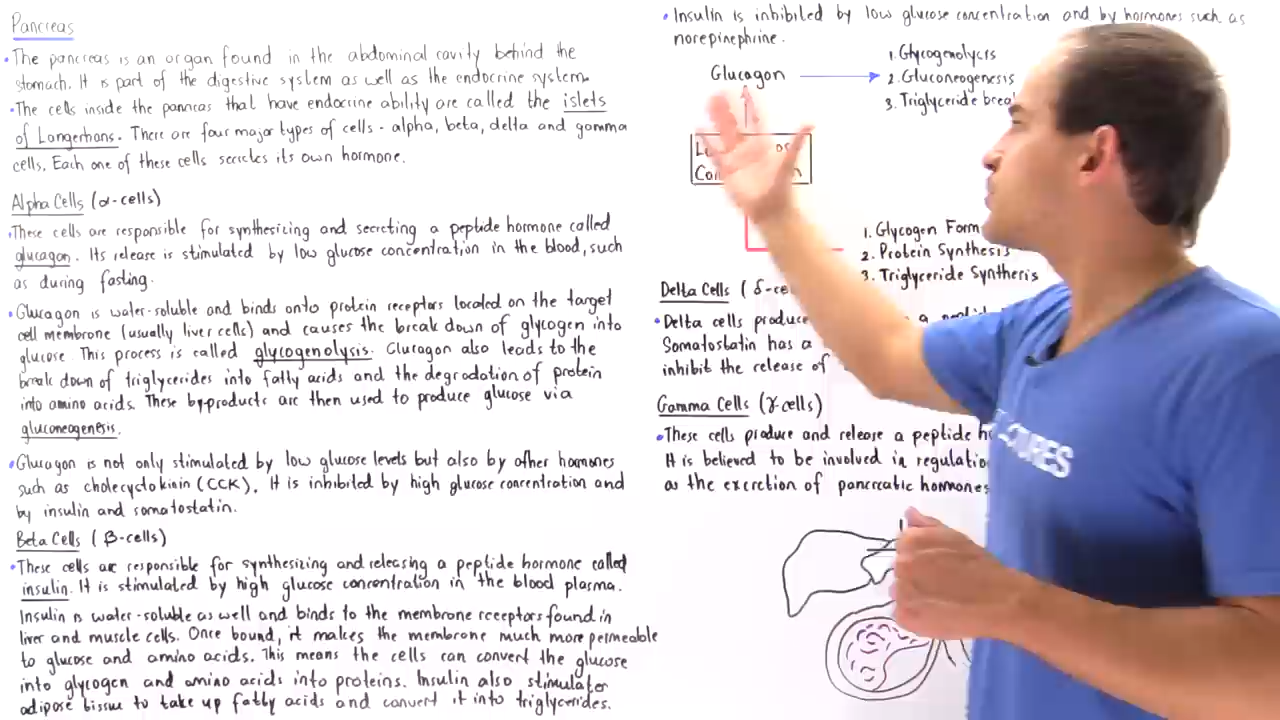 Pancreas
• The pancreas is an organ found in the abdominal cavity behind the
stomach. It is part of the digestive system as well as the endocrine system.
• The cells inside the pancreas that have endocrine ability are called the islets
of Langerhans. There are four major types of cells - alpha, beta, delta and gamma
cells. Each one of these cells secretes its own hormone.
Alpha Cells (α-cells)
• These cells are responsible for synthesizing and secreting a peptide hormone called
glucagon. Its release is stimulated by low glucose concentration in the blood, such
as during fasting.
• Glucagon is water-soluble and binds onto protein receptors located on the target
cell membrane (usually liver cells) and causes the break down of glycogen into
glucose. This process is called glycogenolysis. Glucagon also leads to the
break down of triglycerides into fatty acids and the degradation of protein
into amino acids. These byproducts are then used to produce glucose via
gluconeogenesis.
• Glucagon is not only stimulated by low glucose levels but also by other hormones
such as cholecystokinin (CCK). It is inhibited by high glucose concentration and
by insulin and somatostatin.
Beta Cells (β-cells)
• These cells are responsible for synthesizing and releasing a peptide hormone called
insulin. It is stimulated by high glucose concentration in the blood plasma.
Insulin is water-soluble as well and binds to the membrane receptors found in
liver and muscle cells. Once bound, it makes the membrane much more permeable
to glucose and amino acids. This means the cells can convert the glucose
into glycogen and amino acids into proteins. Insulin also stimulates
adipose tissue to take up fatty acids and convert it into triglycerides.
• Insulin is inhibited by low glucose concentration and by hormones such as
norepinephrine.
Glucagon
1. Glycogenolysis
2. Gluconeogenesis
3. Triglyceride
1. Glycogen
2. Protein Synthesis
3. Triglyceride Synthesis
Delta Cells (δ-
• Delta cells produce a
Somatostatin has a
inhibit the release of
Gamma Cells (γ-cells)
• These cells produce and release a peptide
It is believed to be involved in
as the excretion of pancreatic hormones